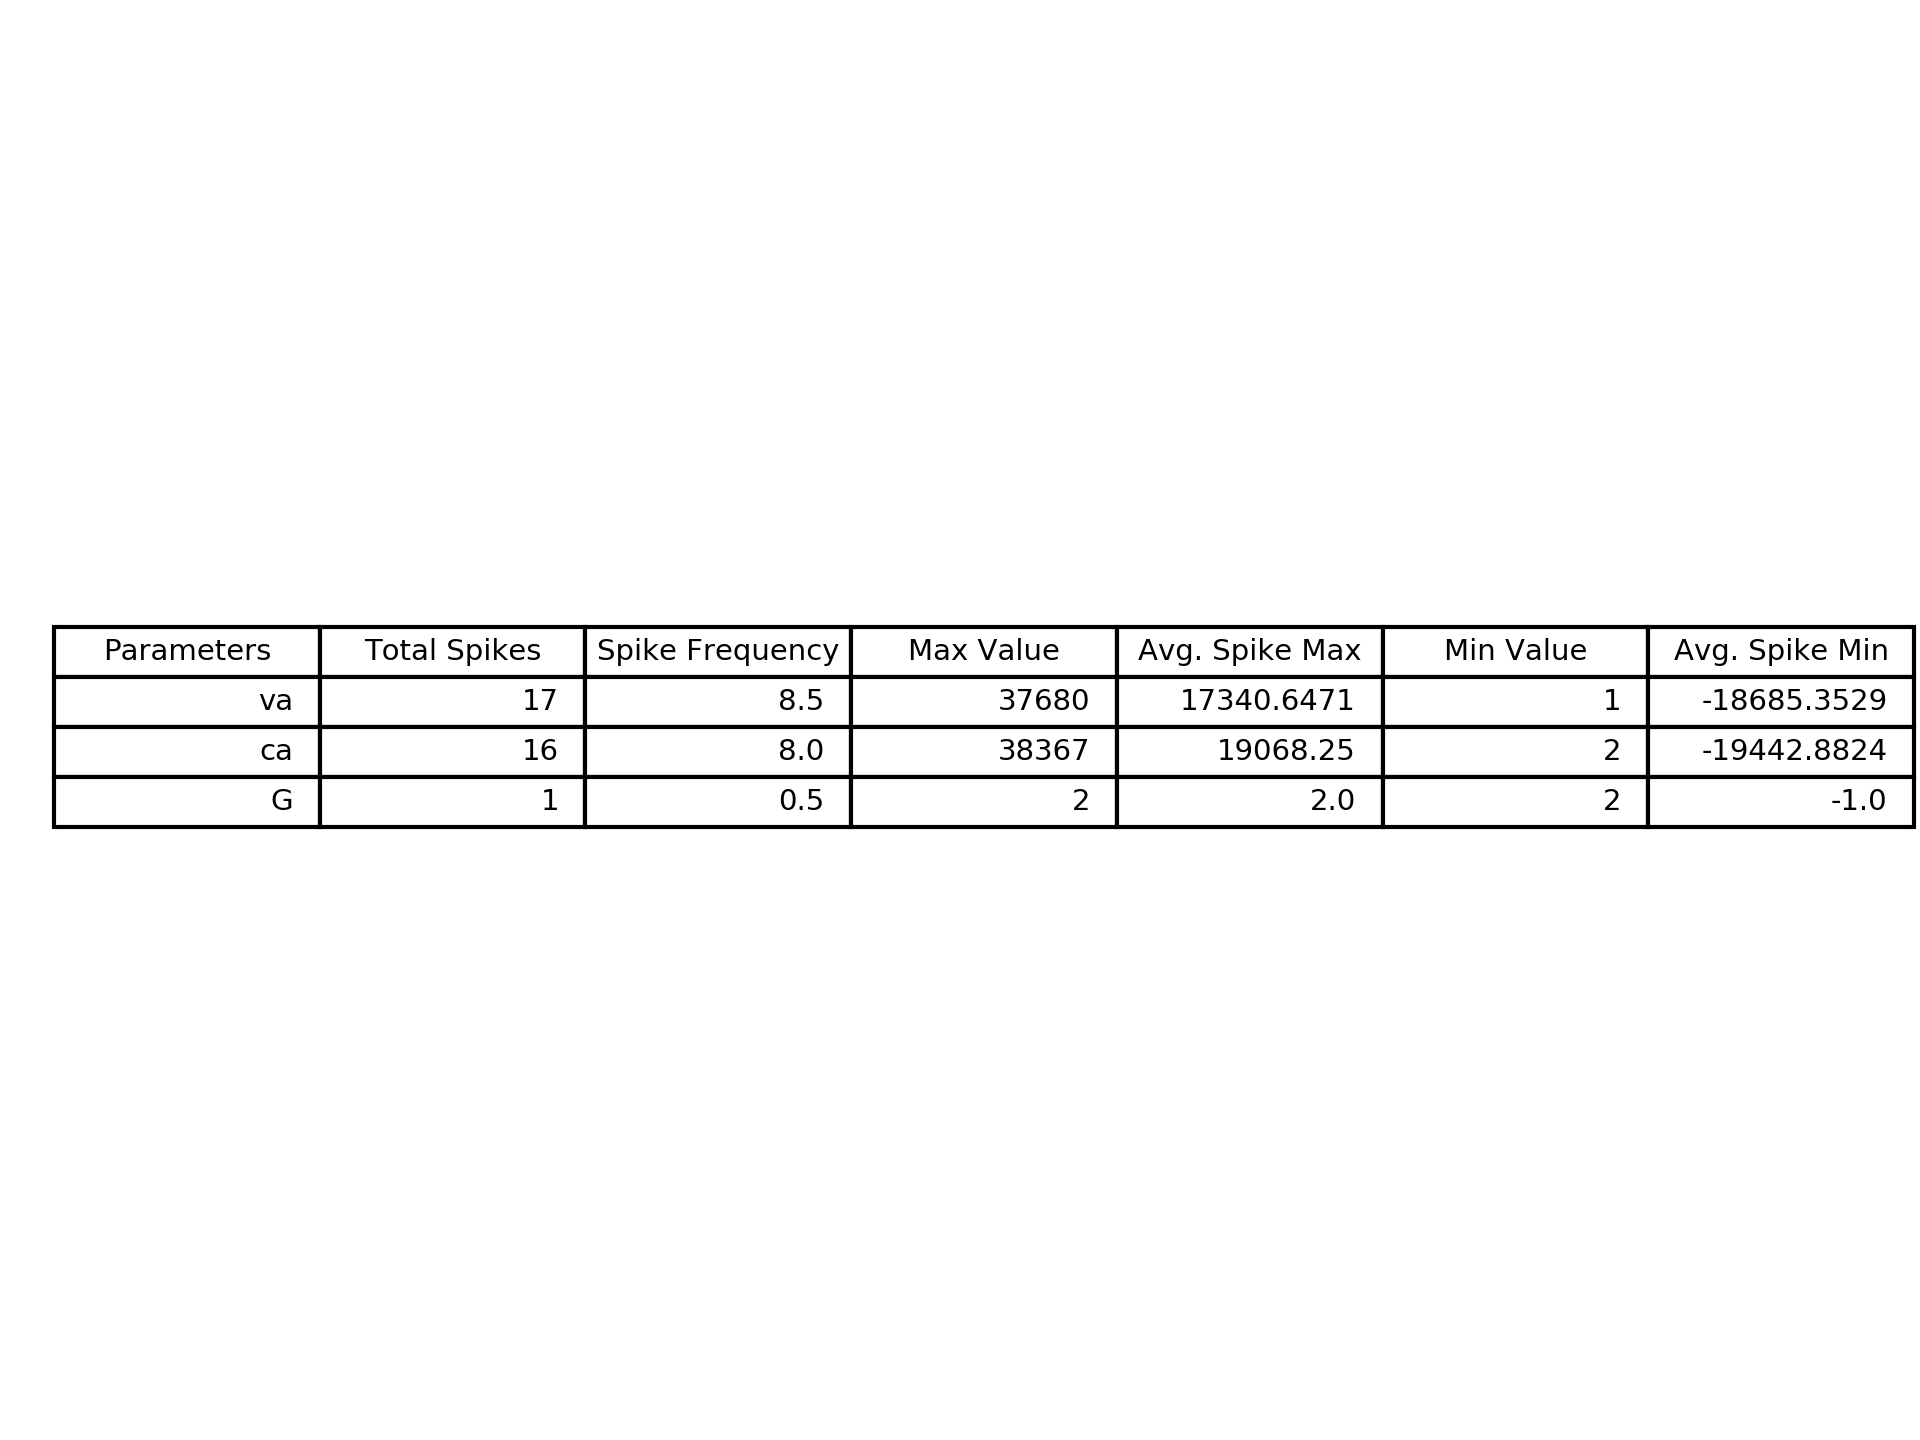 Parameters Total Spikes Spike Frequency Max Value Avg. Spike Max Min Value Avg. Spike Min
va 17 8.5 37680 17340.6471 1 -18685.3529
ca 16 8.0 38367 19068.25 2 -19442.8824
G 1 0.5 2 2.0 2 -1.0